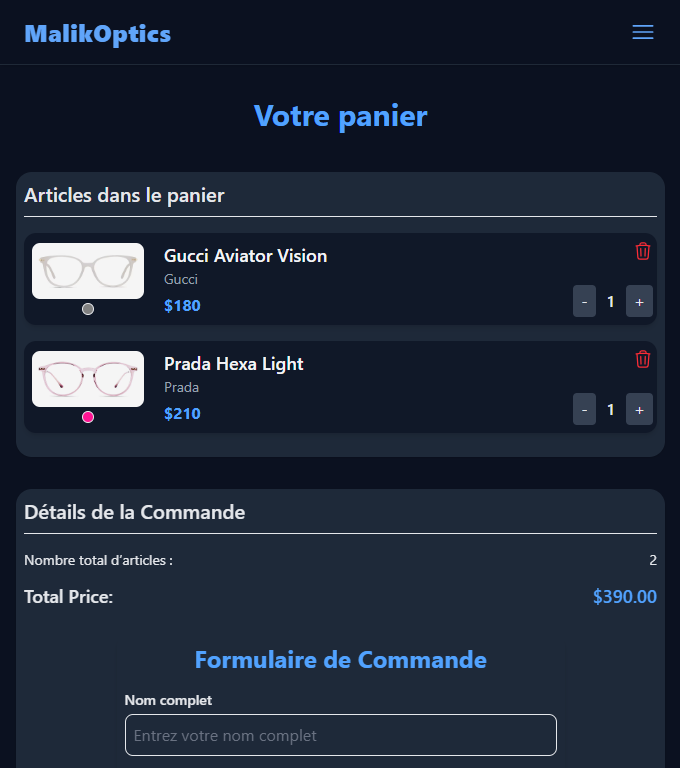 MalikOptics
Votre panier
Articles dans le panier
Gucci Aviator Vision
Gucci
$180
- 1 +
Prada Hexa Light
Prada
$210
- 1 +
Détails de la Commande
Nombre total d’articles : 2
Total Price: $390.00
Formulaire de Commande
Nom complet
Entrez votre nom complet